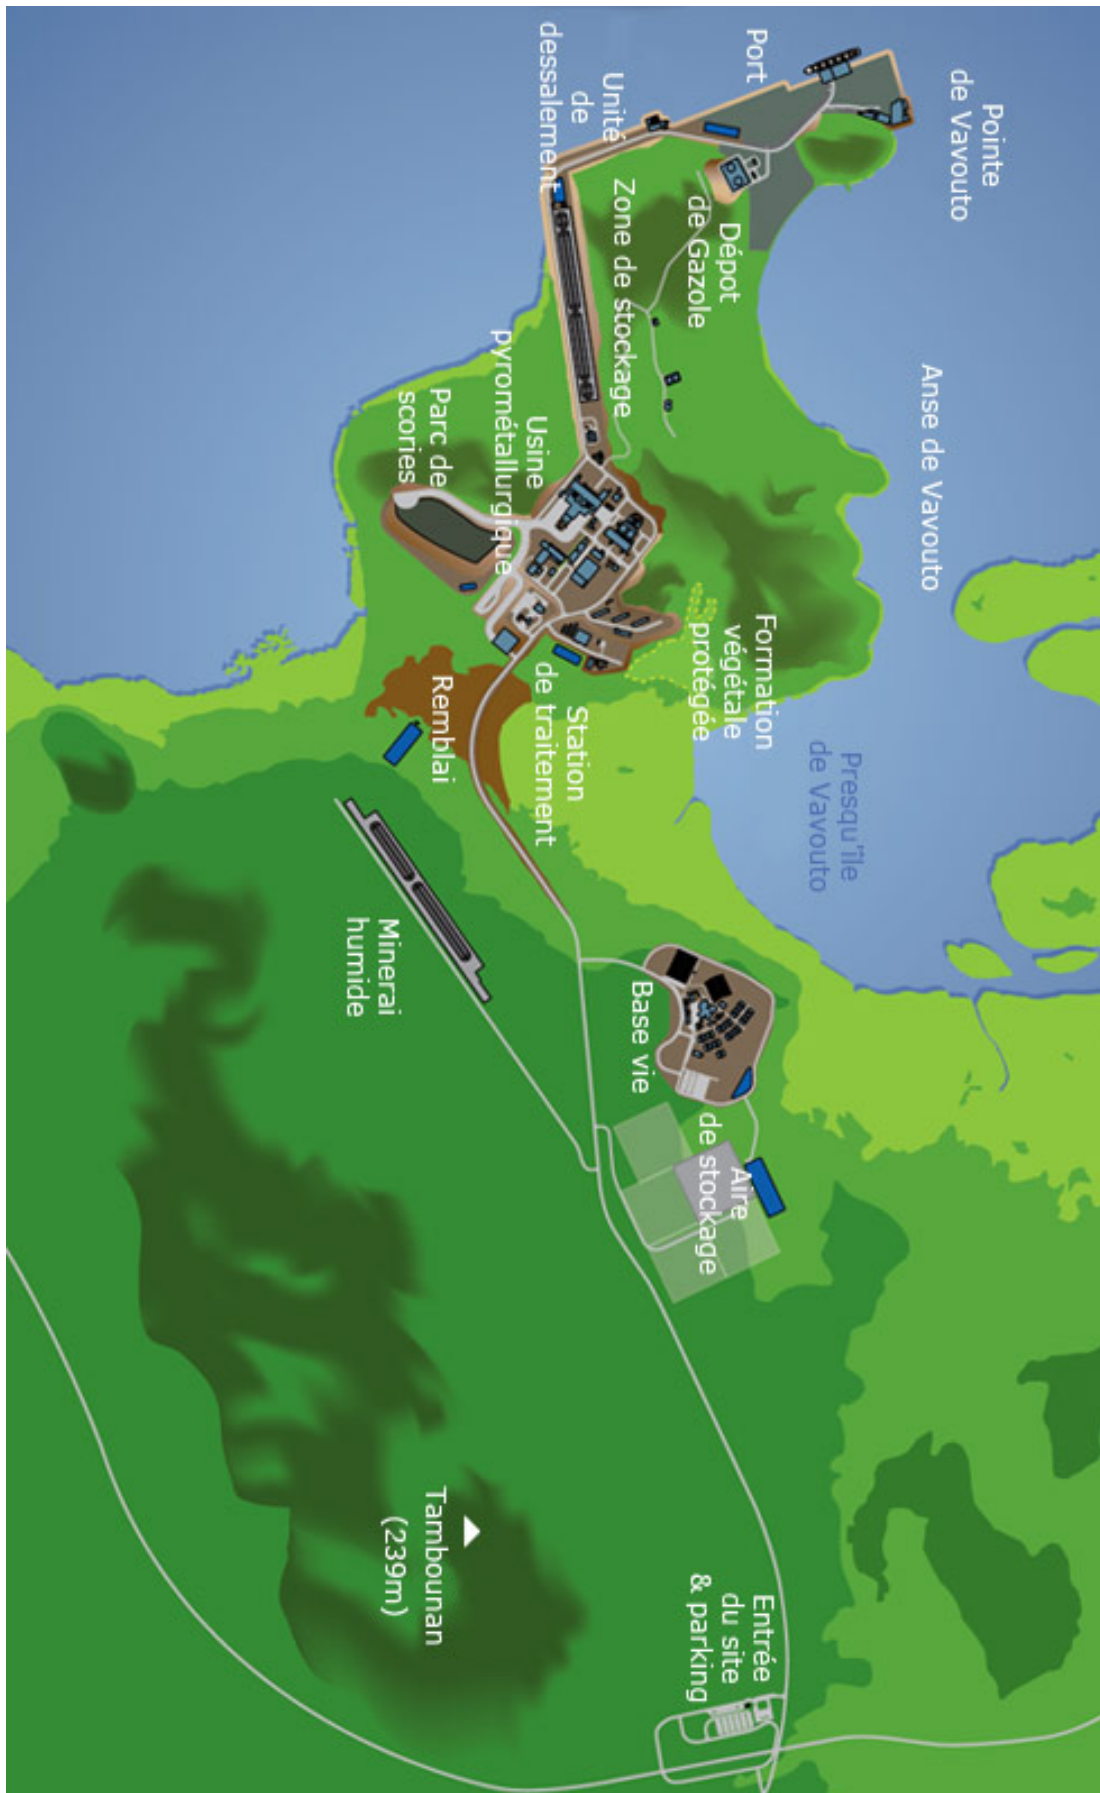 Pointe
de Vavouto
Port
Unité
de
dessalement
Dépot
de Gazole
Zone de stockage
Anse de Vavouto
Usine
pyrométallurgique
Parc de
scories
Formation
végétale
protégée
Station
de traitement
Remblai
Presqu'île
de Vavouto
Minerai
humide
Base vie
Aire
de stockage
Tambounan
(239m)
Entrée
du site
& parking